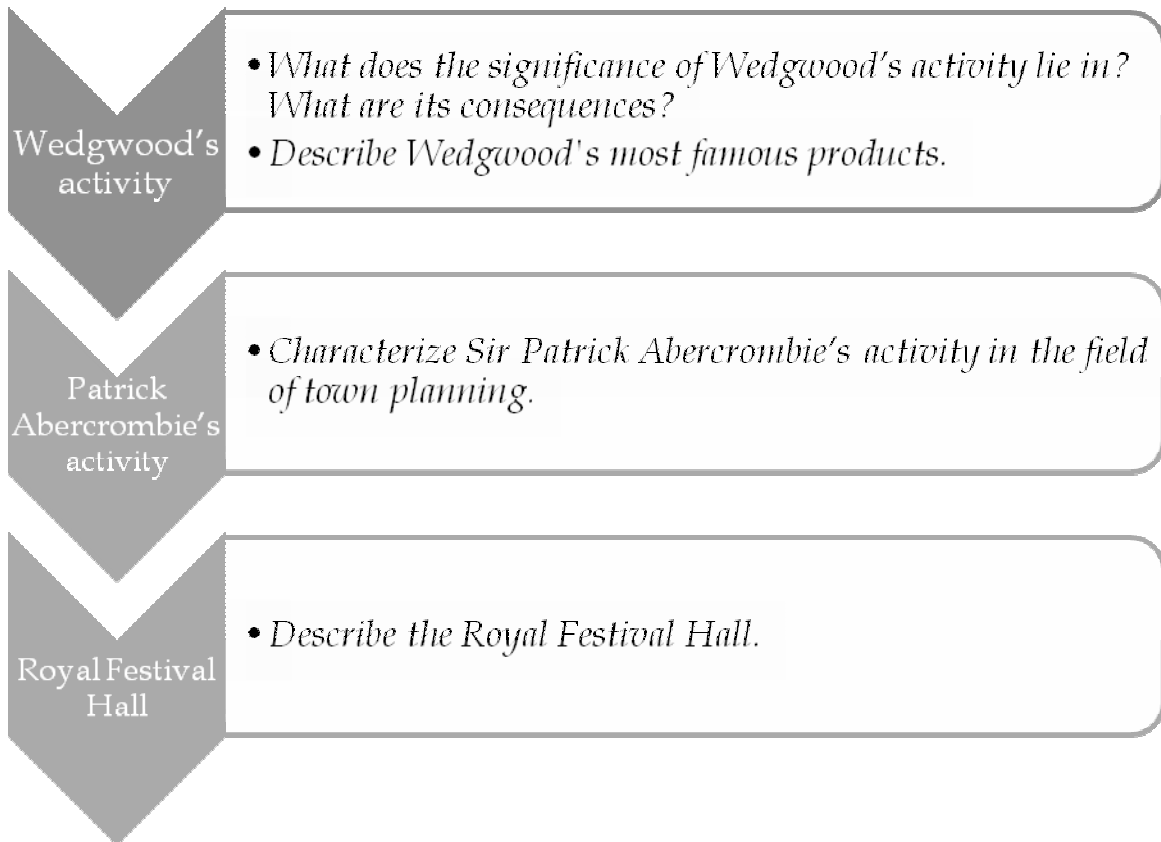 Wedgwood's
activity
• What does the significance of Wedgwood's activity lie in?
What are its consequences?
• Describe Wedgwood's most famous products.
Patrick
Abercrombie's
activity
• Characterize Sir Patrick Abercrombie's activity in the field
of town planning.
Royal Festival
Hall
• Describe the Royal Festival Hall.